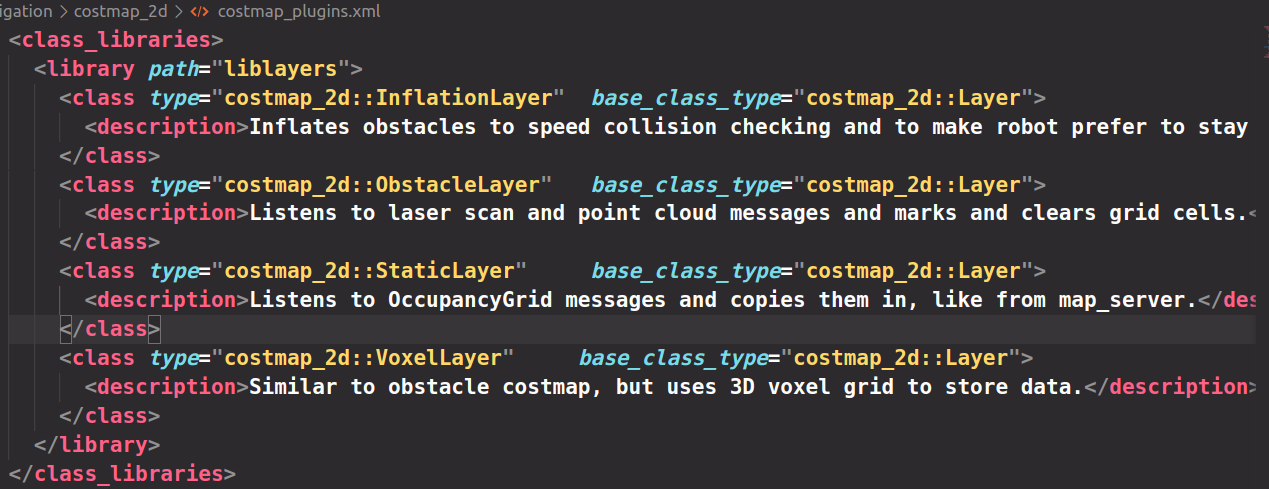 igation > costmap_2d > </> costmap_plugins.xml
<class_libraries>
  <library path="liblayers">
    <class type="costmap_2d::InflationLayer"  base_class_type="costmap_2d::Layer">
      <description>Inflates obstacles to speed collision checking and to make robot prefer to stay
    </class>
    <class type="costmap_2d::ObstacleLayer"   base_class_type="costmap_2d::Layer">
      <description>Listens to laser scan and point cloud messages and marks and clears grid cells.<
    </class>
    <class type="costmap_2d::StaticLayer"     base_class_type="costmap_2d::Layer">
      <description>Listens to OccupancyGrid messages and copies them in, like from map_server.</des
    </class>
    <class type="costmap_2d::VoxelLayer"     base_class_type="costmap_2d::Layer">
      <description>Similar to obstacle costmap, but uses 3D voxel grid to store data.</description>
    </class>
  </library>
</class_libraries>